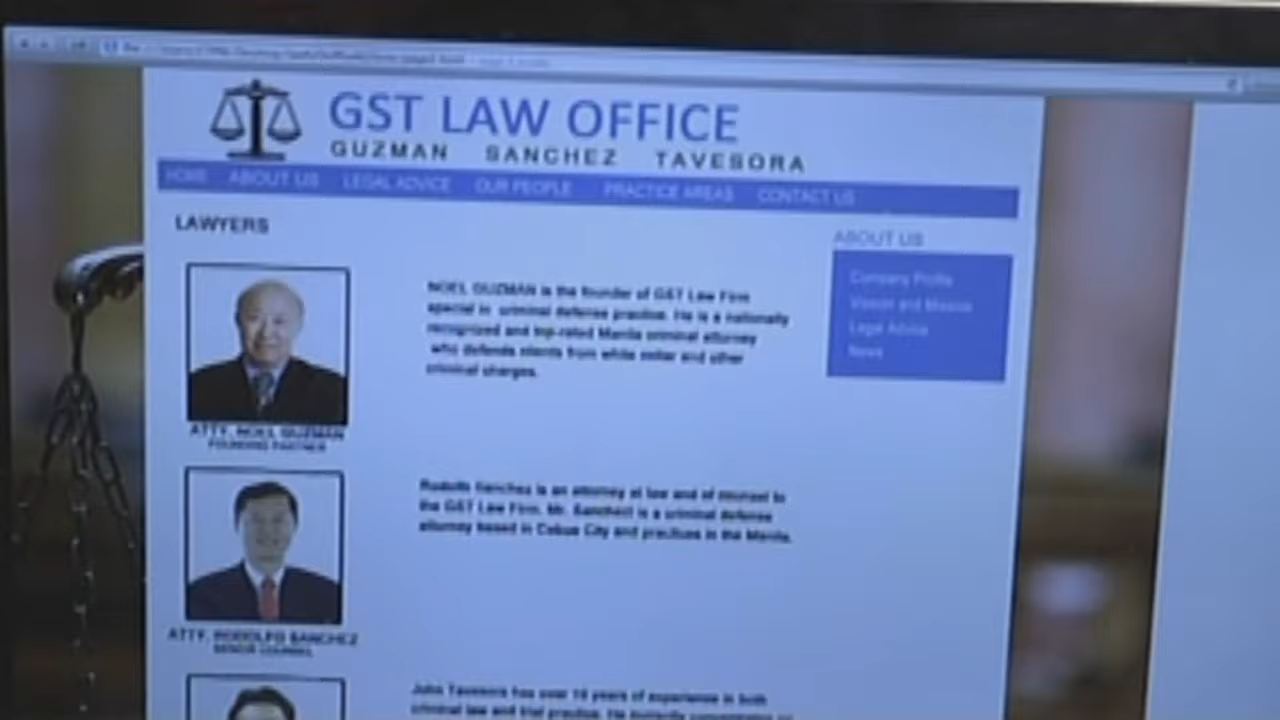 GST LAW OFFICE
GUZMAN SANCHEZ TAVESORA
HOME ABOUT US LEGAL ADVICE OUR PEOPLE PRACTICE AREAS CONTACT US
LAWYERS
ABOUT US
Company Profile
Vision and Mission
Legal Advice
News
NOEL GUZMAN is the founder of GST Law Firm
special in criminal defense practice. He is a nationally
recognized and top-rated Manila criminal attorney
who defends clients from white collar and other
criminal charges.
ATTY. NOEL GUZMAN
FOUNDING PARTNER
Rodolfo Sanchez is an attorney at law and of counsel to
the GST Law Firm. Mr. is a criminal defense
attorney based in City and practices in the Manila.
ATTY. RODOLFO SANCHEZ
SENIOR COUNSEL
John Tavesora has over 10 years of experience in both
criminal law and trial practice. He currently